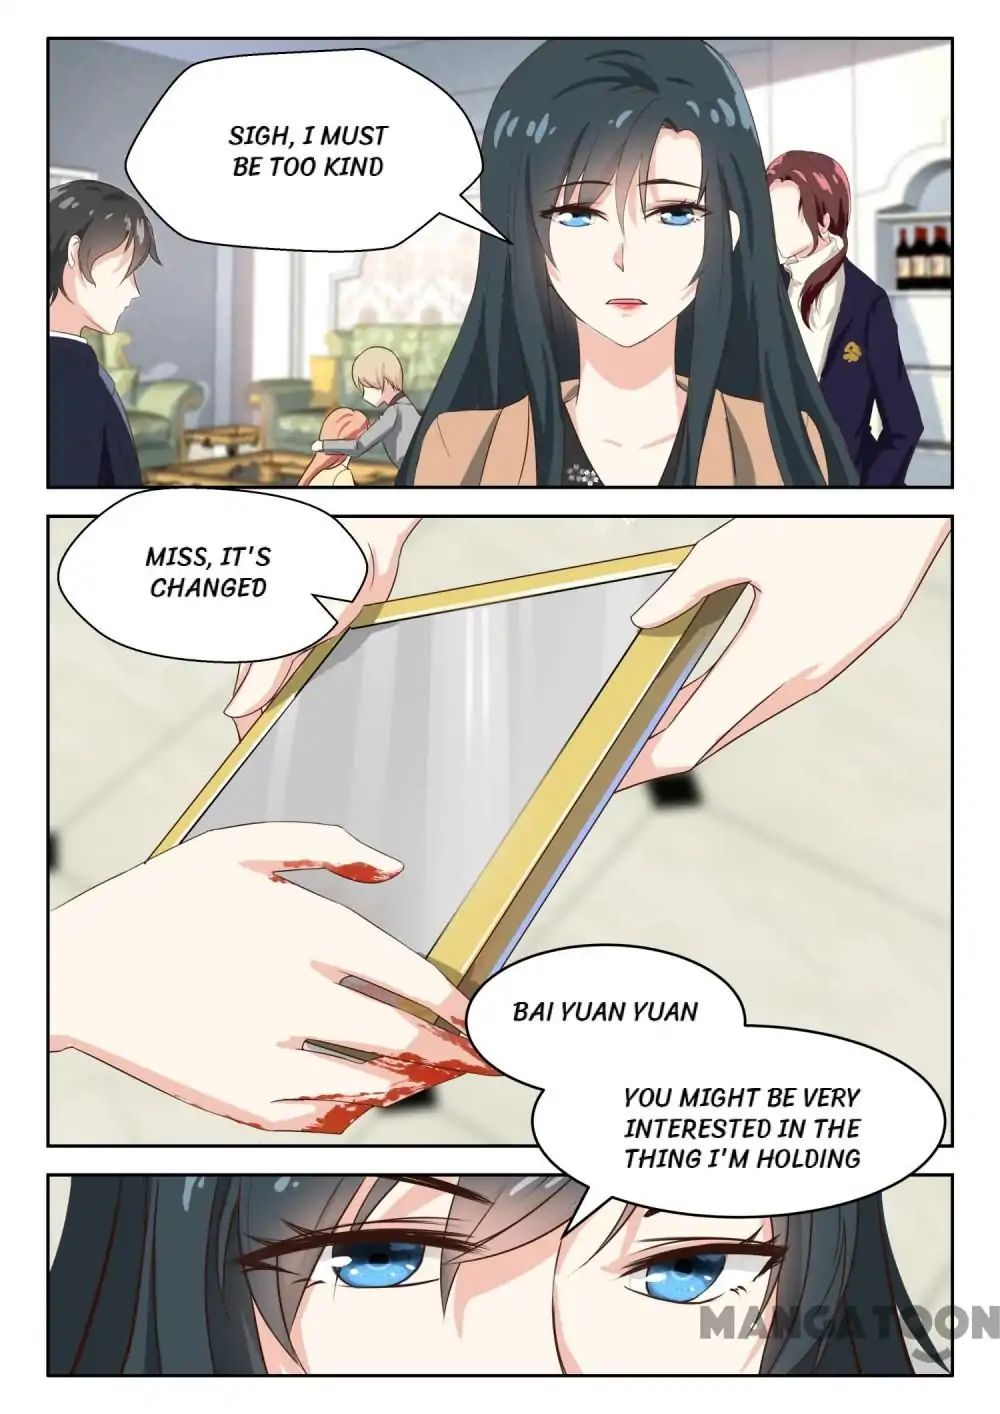 SIGH, I MUST
BE TOO KIND
MISS, IT'S
CHANGED
BAI YUAN YUAN
YOU MIGHT BE VERY
INTERESTED IN THE
THING I'M HOLDING
MANGATOON